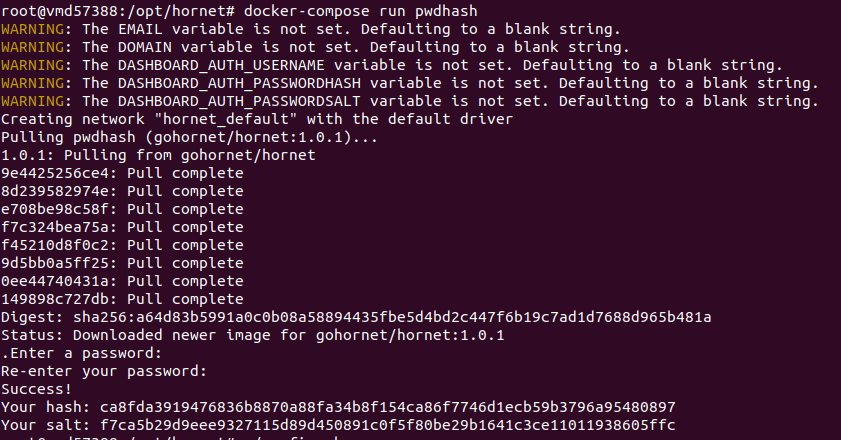 root@vmd57388:/opt/hornet# docker-compose run pwdhash
WARNING: The EMAIL variable is not set. Defaulting to a blank string.
WARNING: The DOMAIN variable is not set. Defaulting to a blank string.
WARNING: The DASHBOARD_AUTH_USERNAME variable is not set. Defaulting to a blank string.
WARNING: The DASHBOARD_AUTH_PASSWORDHASH variable is not set. Defaulting to a blank string.
WARNING: The DASHBOARD_AUTH_PASSWORDSALT variable is not set. Defaulting to a blank string.
Creating network "hornet_default" with the default driver
Pulling pwdhash (gohornet/hornet:1.0.1)...
1.0.1: Pulling from gohornet/hornet
9e4425256ce4: Pull complete
8d239582974e: Pull complete
e708be98c58f: Pull complete
f7c324bea75a: Pull complete
f45210d8f0c2: Pull complete
9d5bb0a5ff25: Pull complete
0ee44740431a: Pull complete
149898c727db: Pull complete
Digest: sha256:a64d83b5991a0c0b08a58894435fbe5d4bd2c447f6b19c7ad1d7688d965b481a
Status: Downloaded newer image for gohornet/hornet:1.0.1
.Enter a password:
Re-enter your password:
Success!
Your hash: ca8fda3919476836b8870a88fa34b8f154ca86f7746d1ecb59b3796a95480897
Your salt: f7ca5b29d9eee9327115d89d450891c0f5f80be29b1641c3ce11011938605ffc